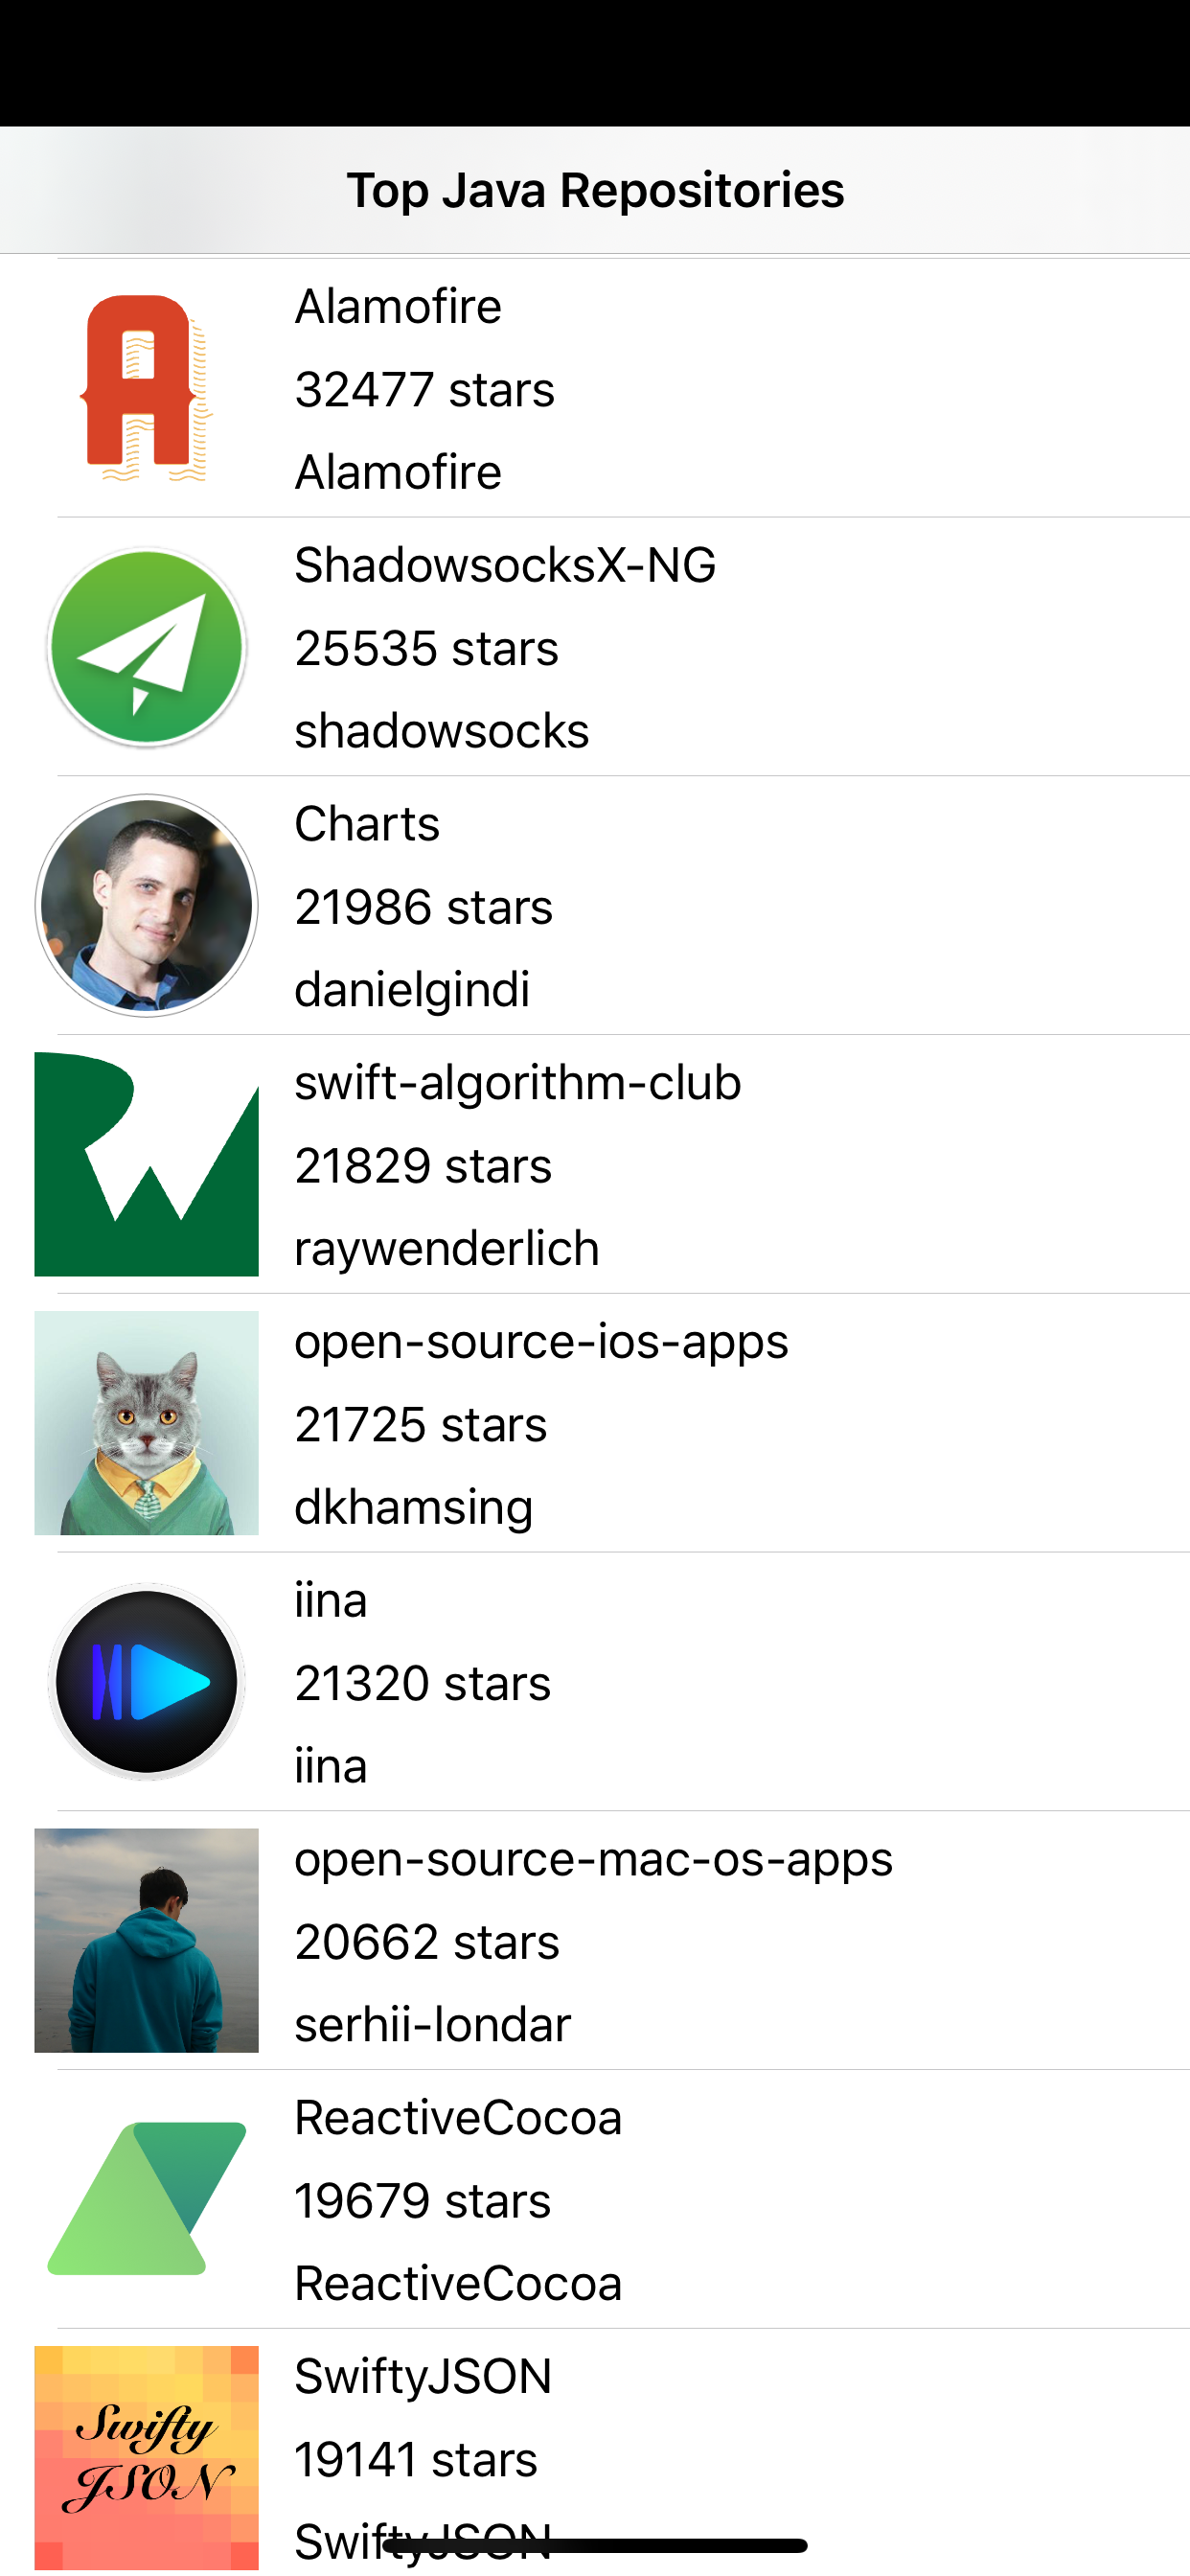 Top Java Repositories
Alamofire
32477 stars
Alamofire
ShadowsocksX-NG
25535 stars
shadowsocks
Charts
21986 stars
danielgindi
swift-algorithm-club
21829 stars
raywenderlich
open-source-ios-apps
21725 stars
dkhamsing
iina
21320 stars
iina
open-source-mac-os-apps
20662 stars
serhii-londar
ReactiveCocoa
19679 stars
ReactiveCocoa
Swifty
JSON
SwiftyJSON
19141 stars
SwiftyJSON